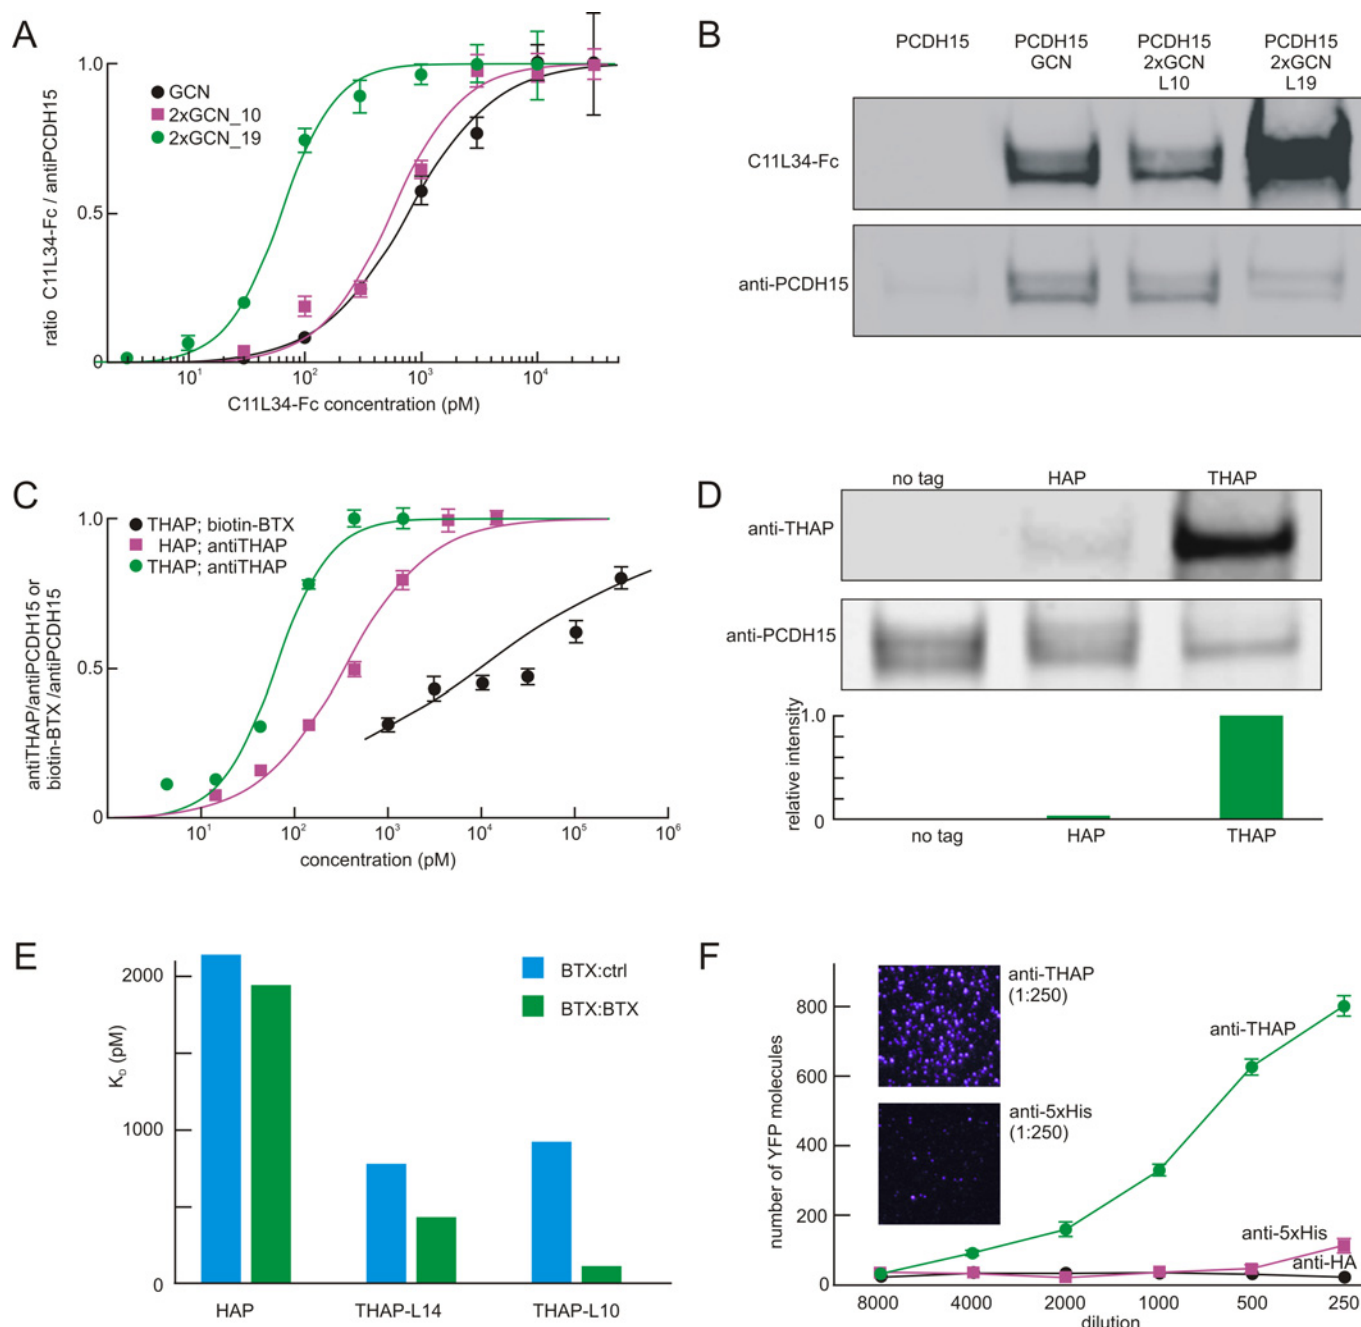 A
GCN
2xGCN_10
2xGCN_19
ratio C11L34-Fc / antiPCDH15
1.0
0.5
0
10¹ 10² 10³ 10⁴
C11L34-Fc concentration (pM)
B
PCDH15 PCDH15 PCDH15 PCDH15
GCN 2xGCN 2xGCN
L10 L19
C11L34-Fc
anti-PCDH15
C
THAP; biotin-BTX
HAP; antiTHAP
THAP; antiTHAP
antiTHAP/antiPCDH15 or
biotin-BTX /antiPCDH15
1.0
0.5
0
10¹ 10² 10³ 10⁴ 10⁵ 10⁶
concentration (pM)
D
no tag HAP THAP
anti-THAP
anti-PCDH15
relative intensity
1.0
0
no tag HAP THAP
E
BTX:ctrl
BTX:BTX
K_D (pM)
2000
1000
0
HAP THAP-L14 THAP-L10
F
anti-THAP
(1:250)
anti-5xHis
(1:250)
anti-THAP
anti-5xHis
anti-HA
number of YFP molecules
800
600
400
200
0
8000 4000 2000 1000 500 250
dilution